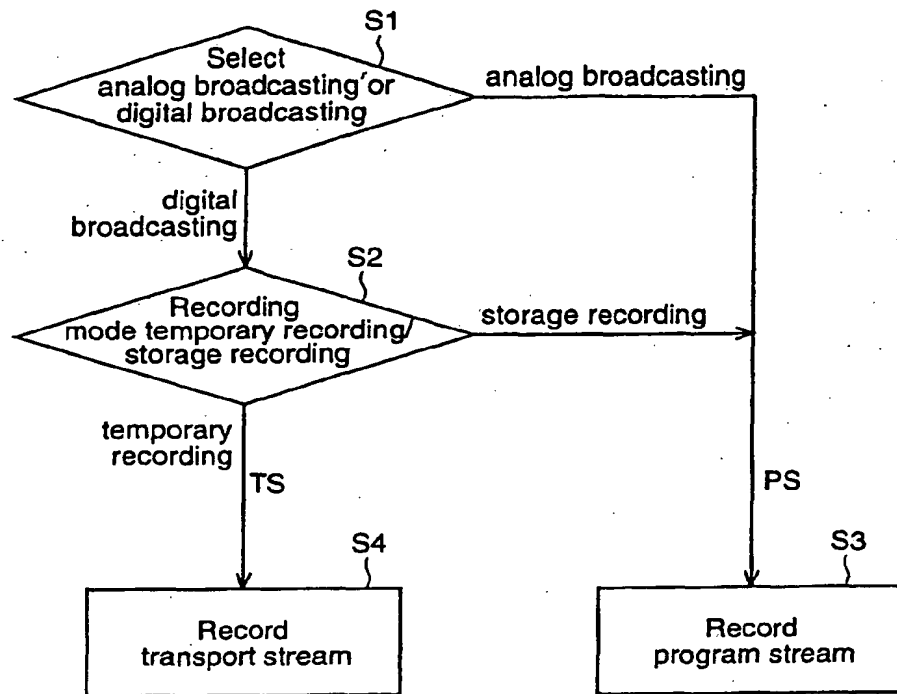 S1
Select
analog broadcasting or
digital broadcasting
analog broadcasting
digital
broadcasting
S2
Recording
mode temporary recording/
storage recording
storage recording
temporary
recording
TS
PS
S4
S3
Record
transport stream
Record
program stream